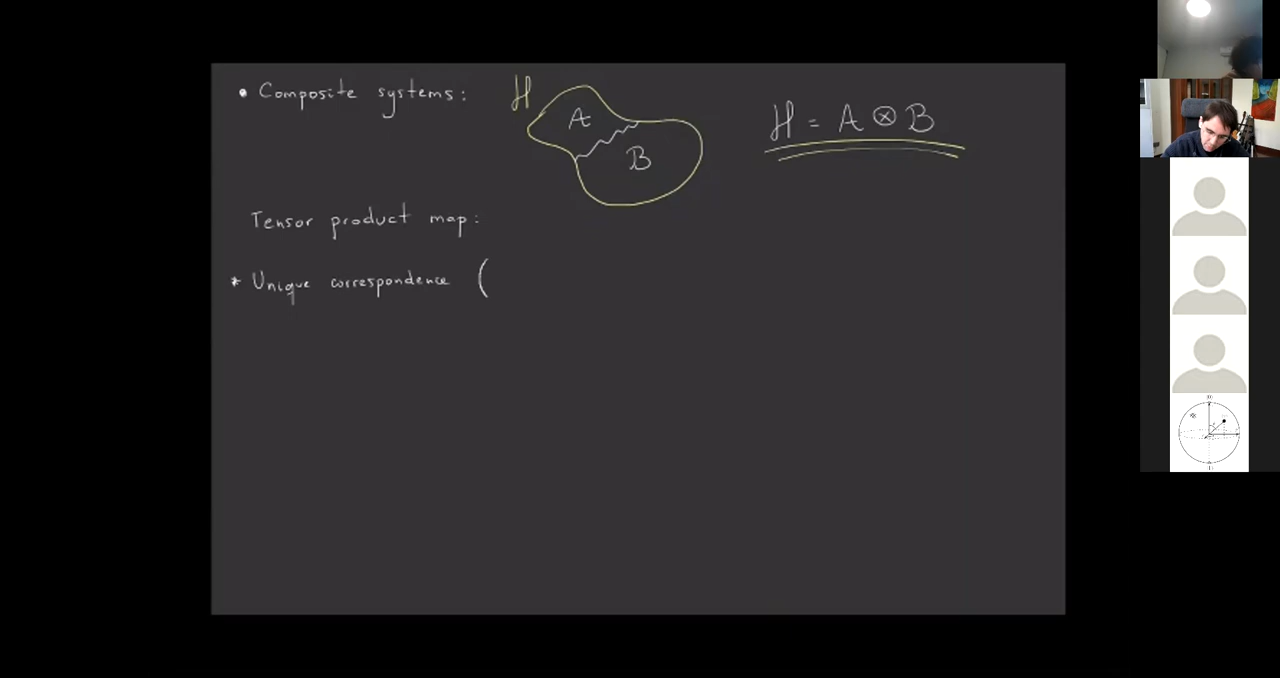 • Composite systems:
H
A
B
H = A ⊗ B
Tensor product map:
* Unique correspondence (